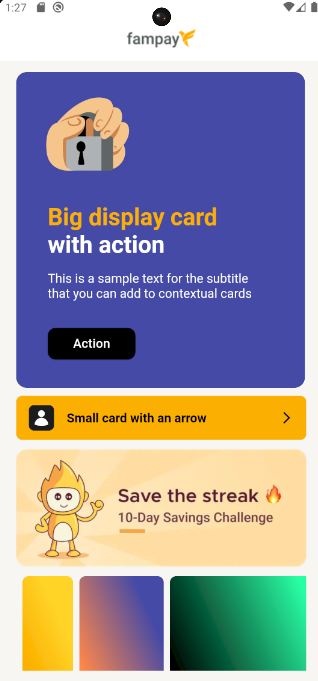 1:27
fampay
Big display card
with action
This is a sample text for the subtitle
that you can add to contextual cards
Action
Small card with an arrow
Save the streak
10-Day Savings Challenge